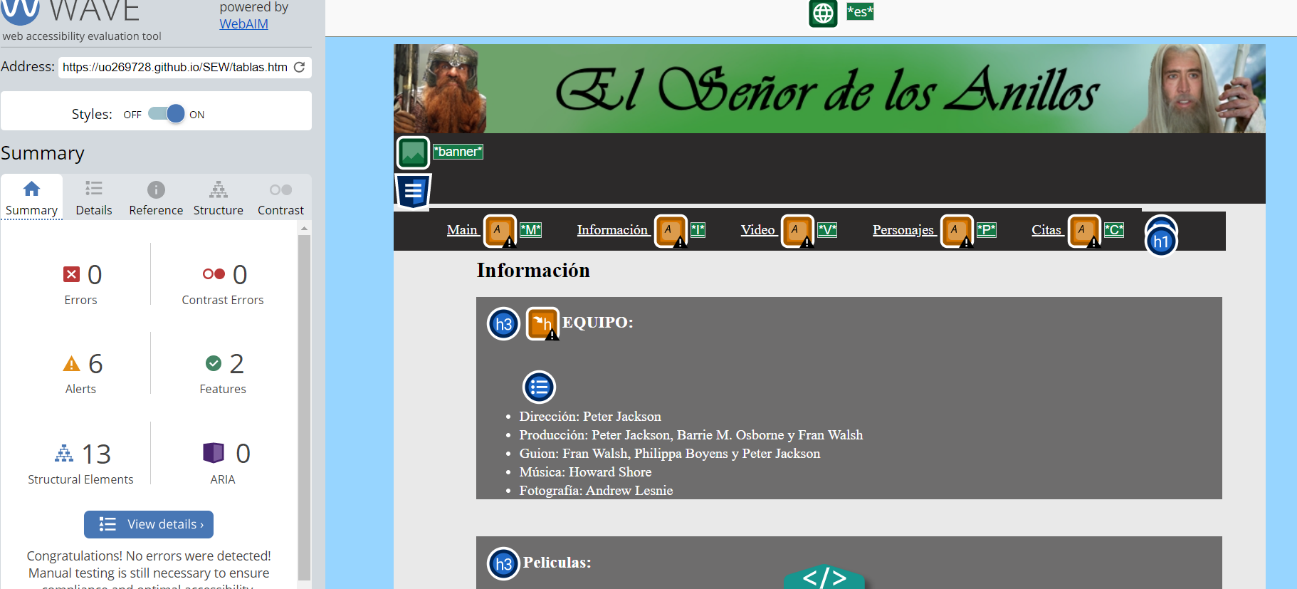 WAVE
powered by
WebAIM
web accessibility evaluation tool
Address: https://uo269728.github.io/SEW/tablas.htm
Styles: OFF ON
Summary
Summary Details Reference Structure Contrast
0 Errors
0 Contrast Errors
6 Alerts
2 Features
13 Structural Elements
0 ARIA
View details ›
Congratulations! No errors were detected!
Manual testing is still necessary to ensure
compliance and optimal accessibility.
*es*
El Señor de los Anillos
*banner*
Main A *M* Información A *I* Video A *V* Personajes A *P* Citas A *C* h1
Información
h3 h EQUIPO:
• Dirección: Peter Jackson
• Producción: Peter Jackson, Barrie M. Osborne y Fran Walsh
• Guion: Fran Walsh, Philippa Boyens y Peter Jackson
• Música: Howard Shore
• Fotografía: Andrew Lesnie
h3 Peliculas:
</>